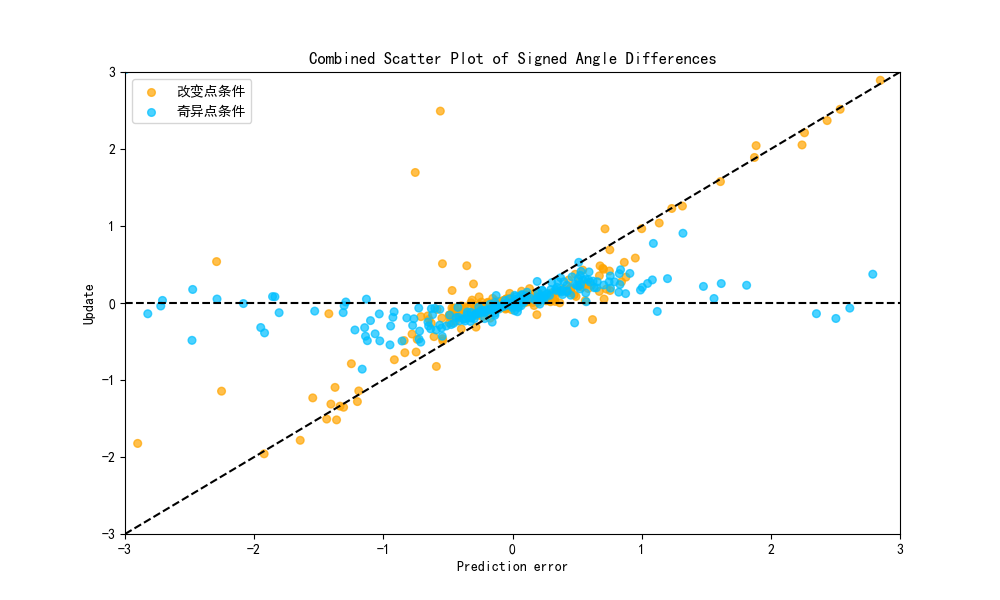 Combined Scatter Plot of Signed Angle Differences
改变点条件
奇异点条件
3
2
1
0
−1
−2
−3
Update
−3
−2
−1
0
1
2
3
Prediction error